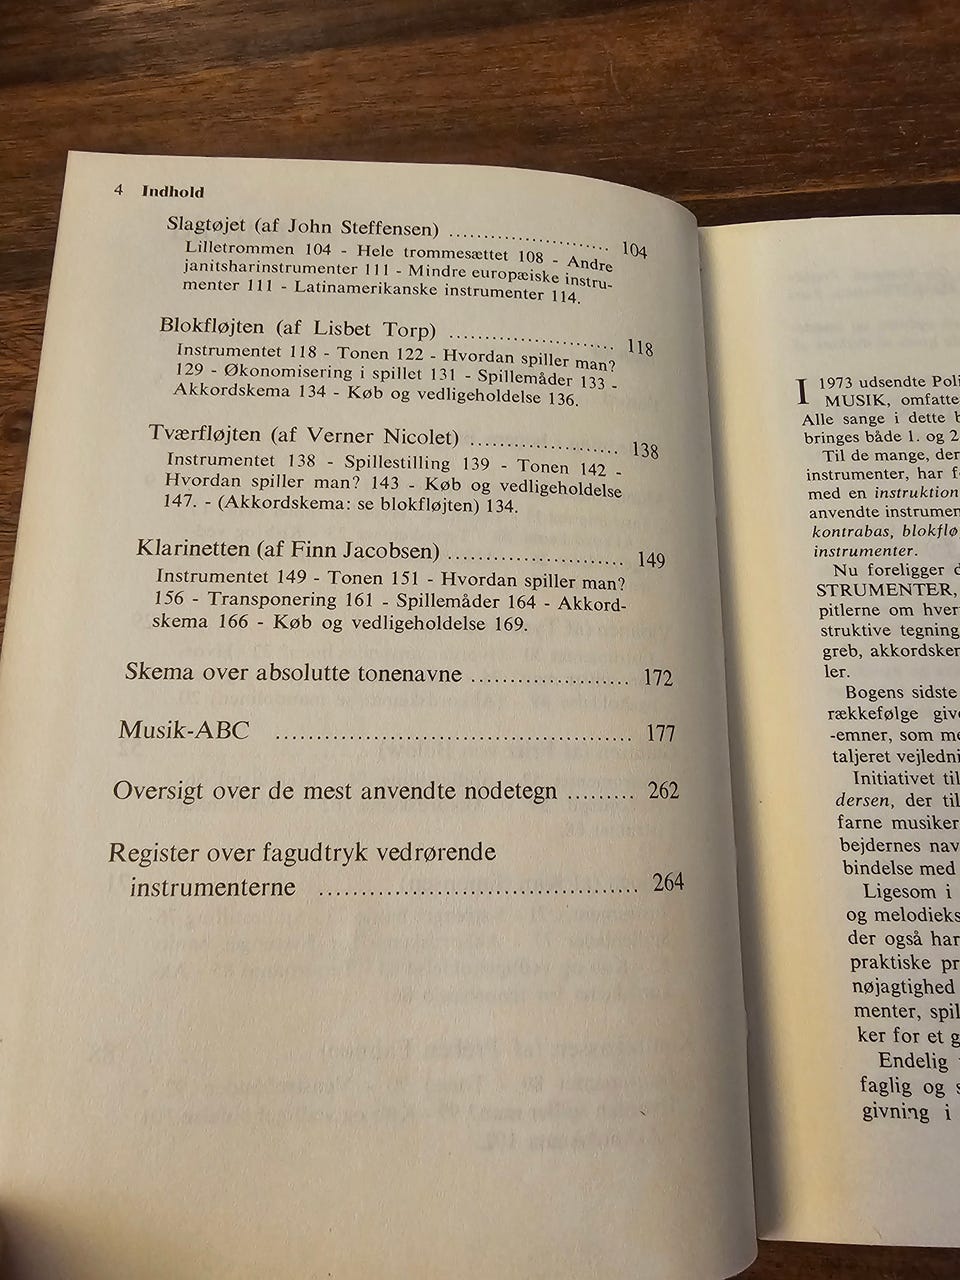 4 Indhold
Slagtøjet (af John Steffensen) .......................... 104
Lilletrommen 104 - Hele trommesættet 108 - Andre
janitsharinstrumenter 111 - Mindre europæiske instru-
menter 111 - Latinamerikanske instrumenter 114.
Blokfløjten (af Lisbet Torp) .......................... 118
Instrumentet 118 - Tonen 122 - Hvordan spiller man?
129 - Økonomisering i spillet 131 - Spillemåder 133 -
Akkordskema 134 - Køb og vedligeholdelse 136.
Tværfløjten (af Verner Nicolet) .......................... 138
Instrumentet 138 - Spillestilling 139 - Tonen 142 -
Hvordan spiller man? 143 - Køb og vedligeholdelse
147. - (Akkordskema: se blokfløjten) 134.
Klarinetten (af Finn Jacobsen) .......................... 149
Instrumentet 149 - Tonen 151 - Hvordan spiller man?
156 - Transponering 161 - Spillemåder 164 - Akkord-
skema 166 - Køb og vedligeholdelse 169.
Skema over absolutte tonenavne ..................... 172
Musik-ABC ............................................... 177
Oversigt over de mest anvendte nodetegn ......... 262
Register over fagudtryk vedrørende
instrumenterne .......................................... 264
I 1973 udsendte Poli
MUSIK, omfatte
Alle sange i dette b
bringes både 1. og 2
Til de mange, der
instrumenter, har f
med en instruktion
anvendte instrumen
kontrabas, blokflø
instrumenter.
Nu foreligger d
STRUMENTER,
pitlerne om hver
struktive tegning
greb, akkordsker
ler.
Bogens sidste
rækkefølge giv
-emner, som me
taljeret vejledni
Initiativet til
dersen, der til
farne musiker
bejdernes nav
bindelse med
Ligesom i
og melodieks
der også har
praktiske pr
nøjagtighed
menter, spil
ker for et g
Endelig
faglig og s
givning i